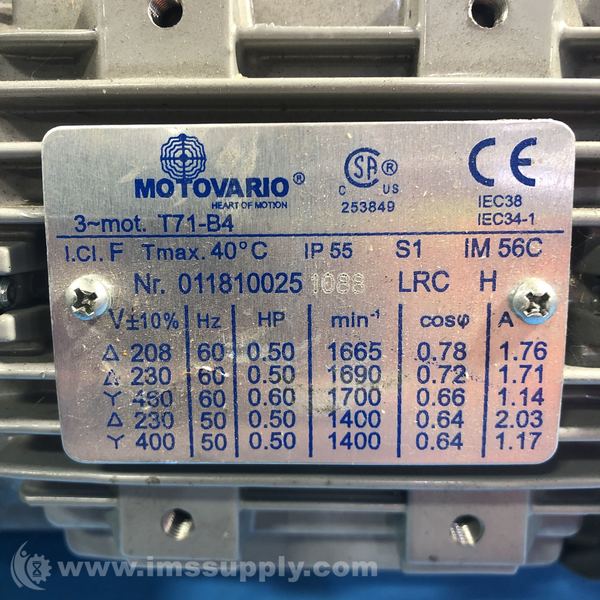 MOTOVARIO®
HEART OF MOTION
CSA ®
C US
253849
CE
IEC38
IEC34-1
3~mot. T71-B4
I.Cl. F Tmax. 40°C IP 55 S1 IM 56C
Nr. 011810025 1088 LRC H
V±10% Hz HP min⁻¹ cosφ A
Δ 208 60 0.50 1665 0.78 1.76
Δ 230 60 0.50 1690 0.72 1.71
Y 460 60 0.60 1700 0.66 1.14
Δ 230 50 0.50 1400 0.64 2.03
Y 400 50 0.50 1400 0.64 1.17
www.imssupply.com